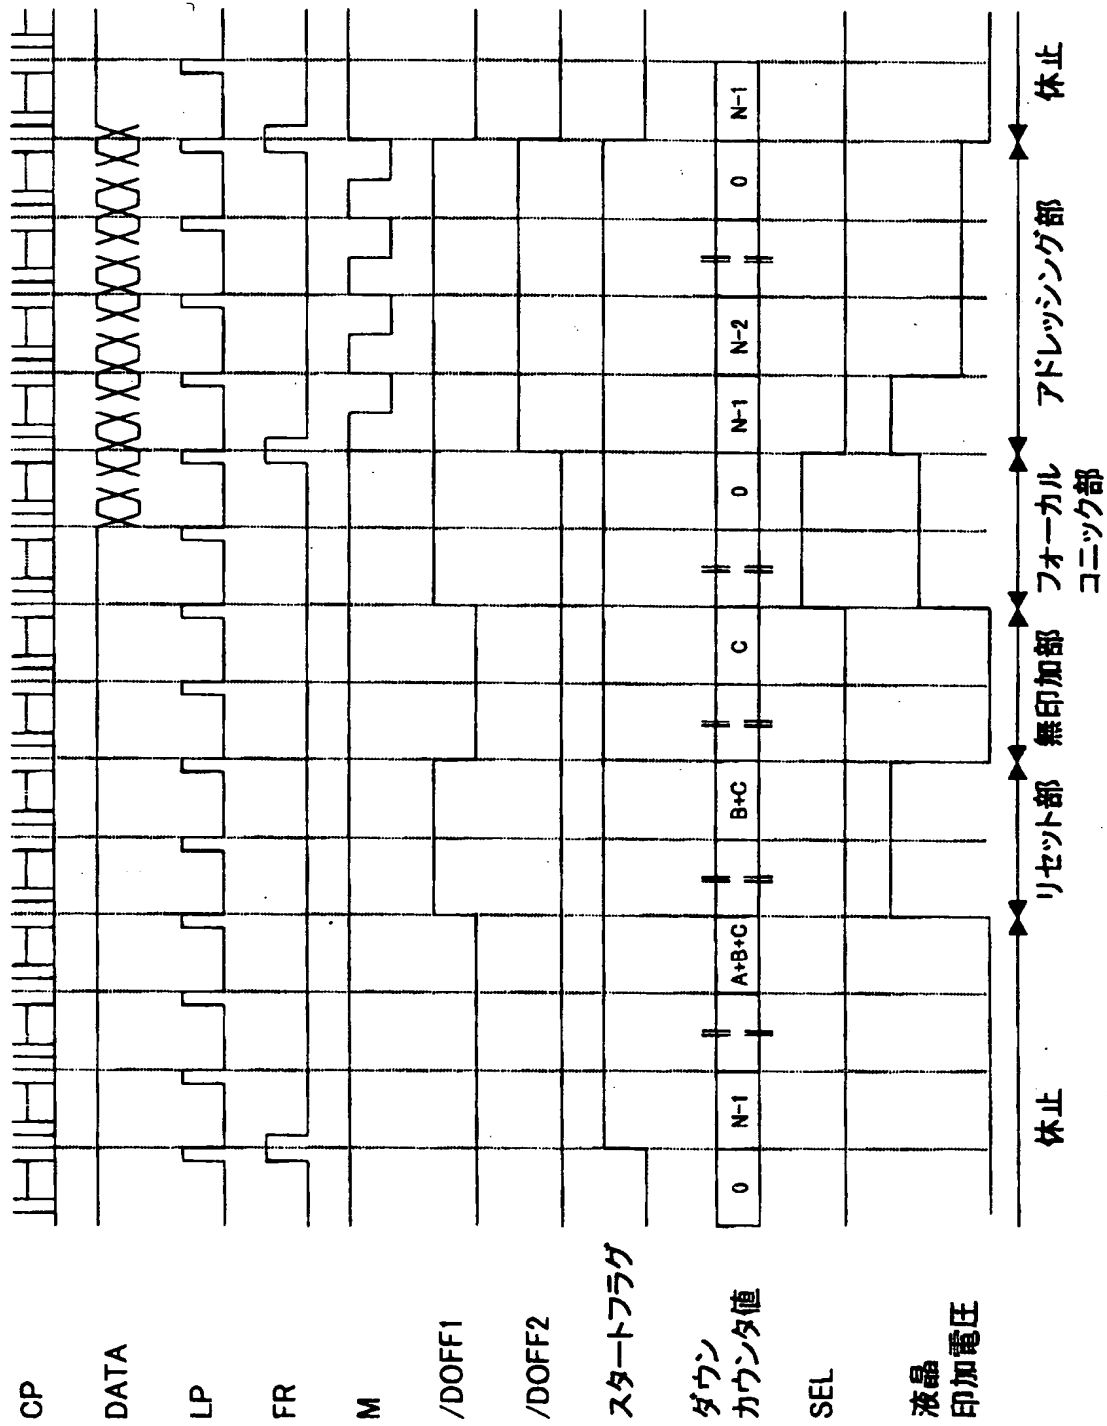 CP
DATA
LP
FR
M
/DOFF1
/DOFF2
スタートフラグ
ダウン
カウンタ値
0
N-1
A+B+C
B+C
C
0
N-1
N-2
0
N-1
SEL
液晶
印加電圧
休止
リセット部
無印加部
フォーカル
コニック部
アドレッシング部
休止